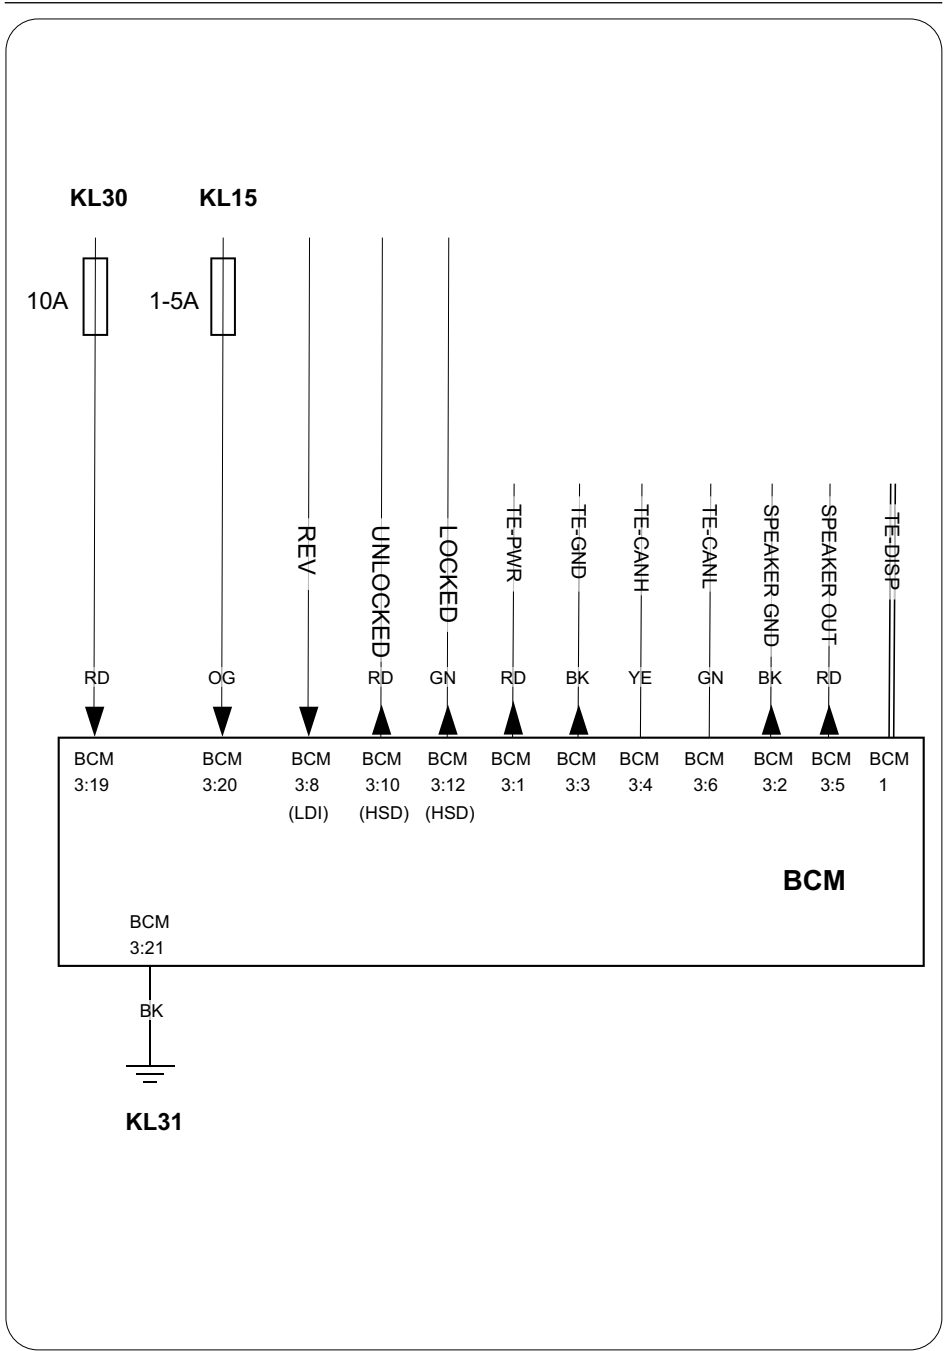 KL30 KL15
10A 1-5A
REV UNLOCKED LOCKED TE-PWR TE-GND TE-CANH TE-CANL SPEAKER GND SPEAKER OUT TE-DISP
RD OG RD GN RD BK YE GN BK RD
BCM BCM BCM BCM BCM BCM BCM BCM BCM BCM BCM BCM
3:19 3:20 3:8 3:10 3:12 3:1 3:3 3:4 3:6 3:2 3:5 1
(LDI) (HSD) (HSD)
BCM
BCM
3:21
BK
KL31